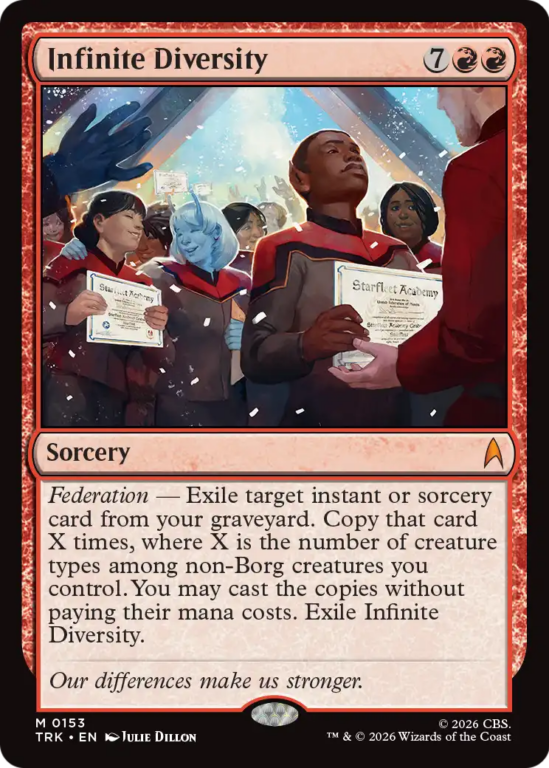 Infinite Diversity
7
Starfleet Academy
Starfleet Academy
Sorcery
Federation — Exile target instant or sorcery
card from your graveyard. Copy that card
X times, where X is the number of creature
types among non-Borg creatures you
control. You may cast the copies without
paying their mana costs. Exile Infinite
Diversity.
Our differences make us stronger.
M 0153
TRK • EN JULIE DILLON
© 2026 CBS.
™ & © 2026 Wizards of the Coast